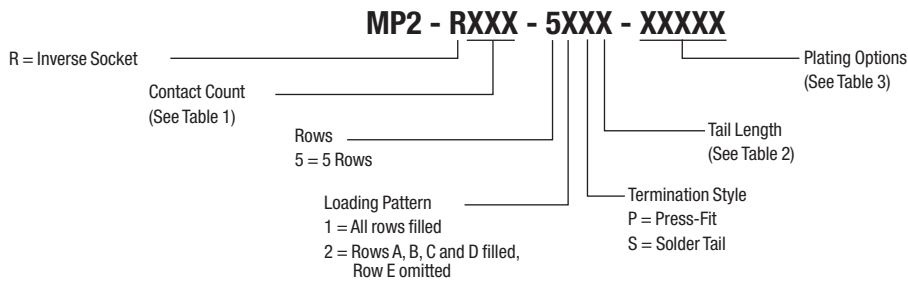 MP2 - RXXX - 5XXX - XXXXX
R = Inverse Socket
Contact Count
(See Table 1)
Rows
5 = 5 Rows
Loading Pattern
1 = All rows filled
2 = Rows A, B, C and D filled,
Row E omitted
Plating Options
(See Table 3)
Tail Length
(See Table 2)
Termination Style
P = Press-Fit
S = Solder Tail